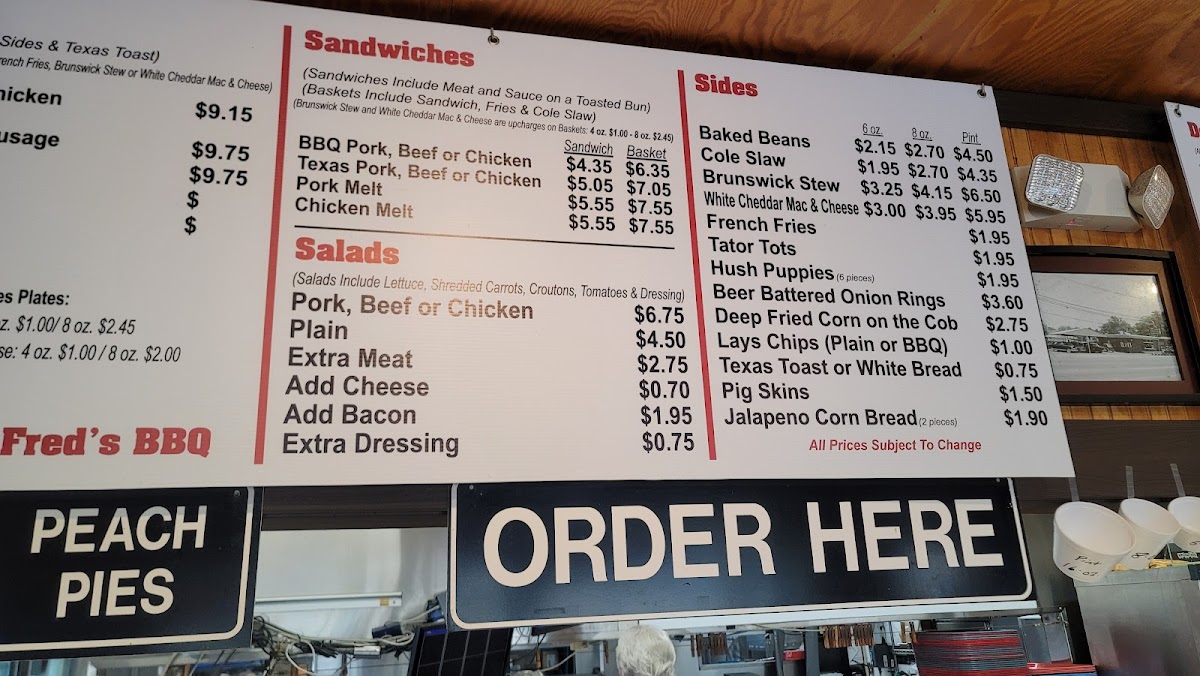 Sides & Texas Toast)
French Fries, Brunswick Stew or White Cheddar Mac & Cheese)
$9.15
$9.75
$9.75
$
$
Plates:
oz. $1.00/ 8 oz. $2.45
4 oz. $1.00 / 8 oz. $2.00
Fred's BBQ
Sandwiches
(Sandwiches Include Meat and Sauce on a Toasted Bun)
(Baskets Include Sandwich, Fries & Cole Slaw)
(Brunswick Stew and White Cheddar Mac & Cheese are upcharges on Baskets: 4 oz. $1.00 - 8 oz. $2.45)
Sandwich Basket
BBQ Pork, Beef or Chicken $4.35 $6.35
Texas Pork, Beef or Chicken $5.05 $7.05
Pork Melt $5.55 $7.55
Chicken Melt $5.55 $7.55
Salads
(Salads Include Lettuce, Shredded Carrots, Croutons, Tomatoes & Dressing)
Pork, Beef or Chicken $6.75
Plain $4.50
Extra Meat $2.75
Add Cheese $0.70
Add Bacon $1.95
Extra Dressing $0.75
Sides
6 oz. 8 oz. Pint
Baked Beans $2.15 $2.70 $4.50
Cole Slaw $1.95 $2.70 $4.35
Brunswick Stew $3.25 $4.15 $6.50
White Cheddar Mac & Cheese $3.00 $3.95 $5.95
French Fries $1.95
Tator Tots $1.95
Hush Puppies (6 pieces) $1.95
Beer Battered Onion Rings $3.60
Deep Fried Corn on the Cob $2.75
Lays Chips (Plain or BBQ) $1.00
Texas Toast or White Bread $0.75
Pig Skins $1.50
Jalapeno Corn Bread (2 pieces) $1.90
All Prices Subject To Change
PEACH
PIES
ORDER HERE